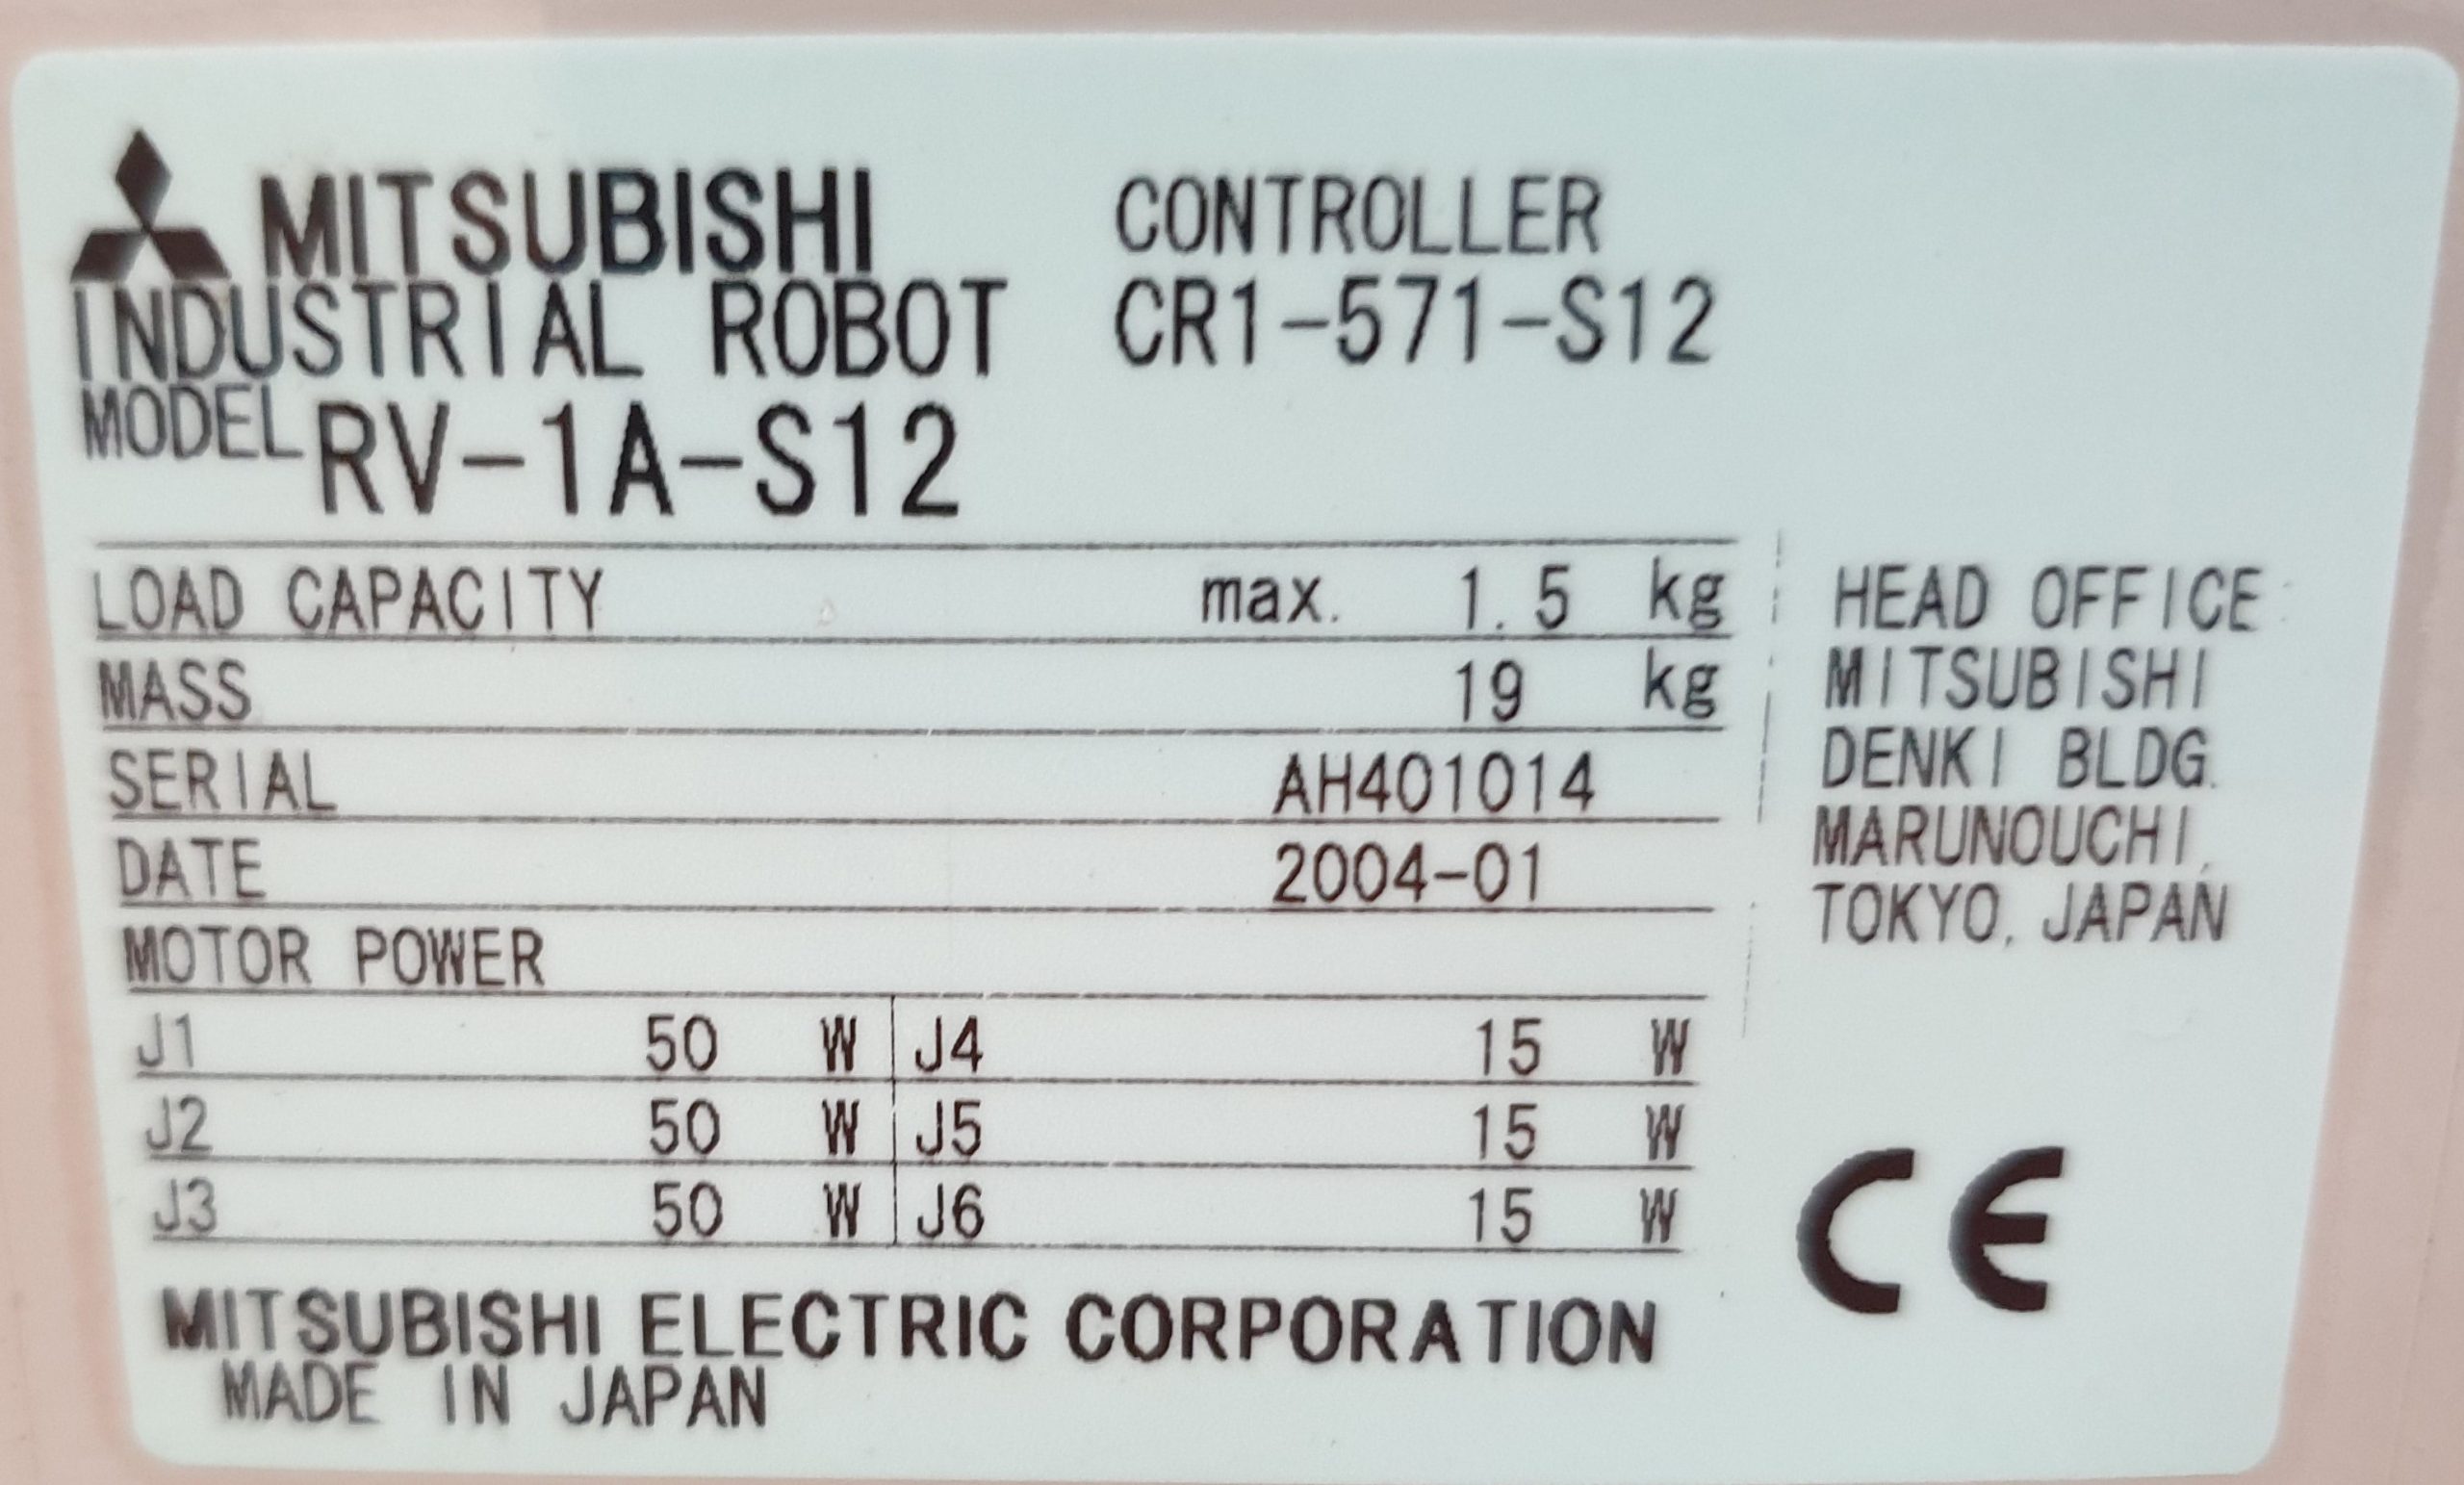 MITSUBISHI
INDUSTRIAL ROBOT
MODEL RV-1A-S12
CONTROLLER
CR1-571-S12
LOAD CAPACITY max. 1.5 kg
MASS 19 kg
SERIAL AH401014
DATE 2004-01
MOTOR POWER
J1 50 W J4 15 W
J2 50 W J5 15 W
J3 50 W J6 15 W
HEAD OFFICE:
MITSUBISHI
DENKI BLDG.
MARUNOUCHI,
TOKYO, JAPAN
CE
MITSUBISHI ELECTRIC CORPORATION
MADE IN JAPAN